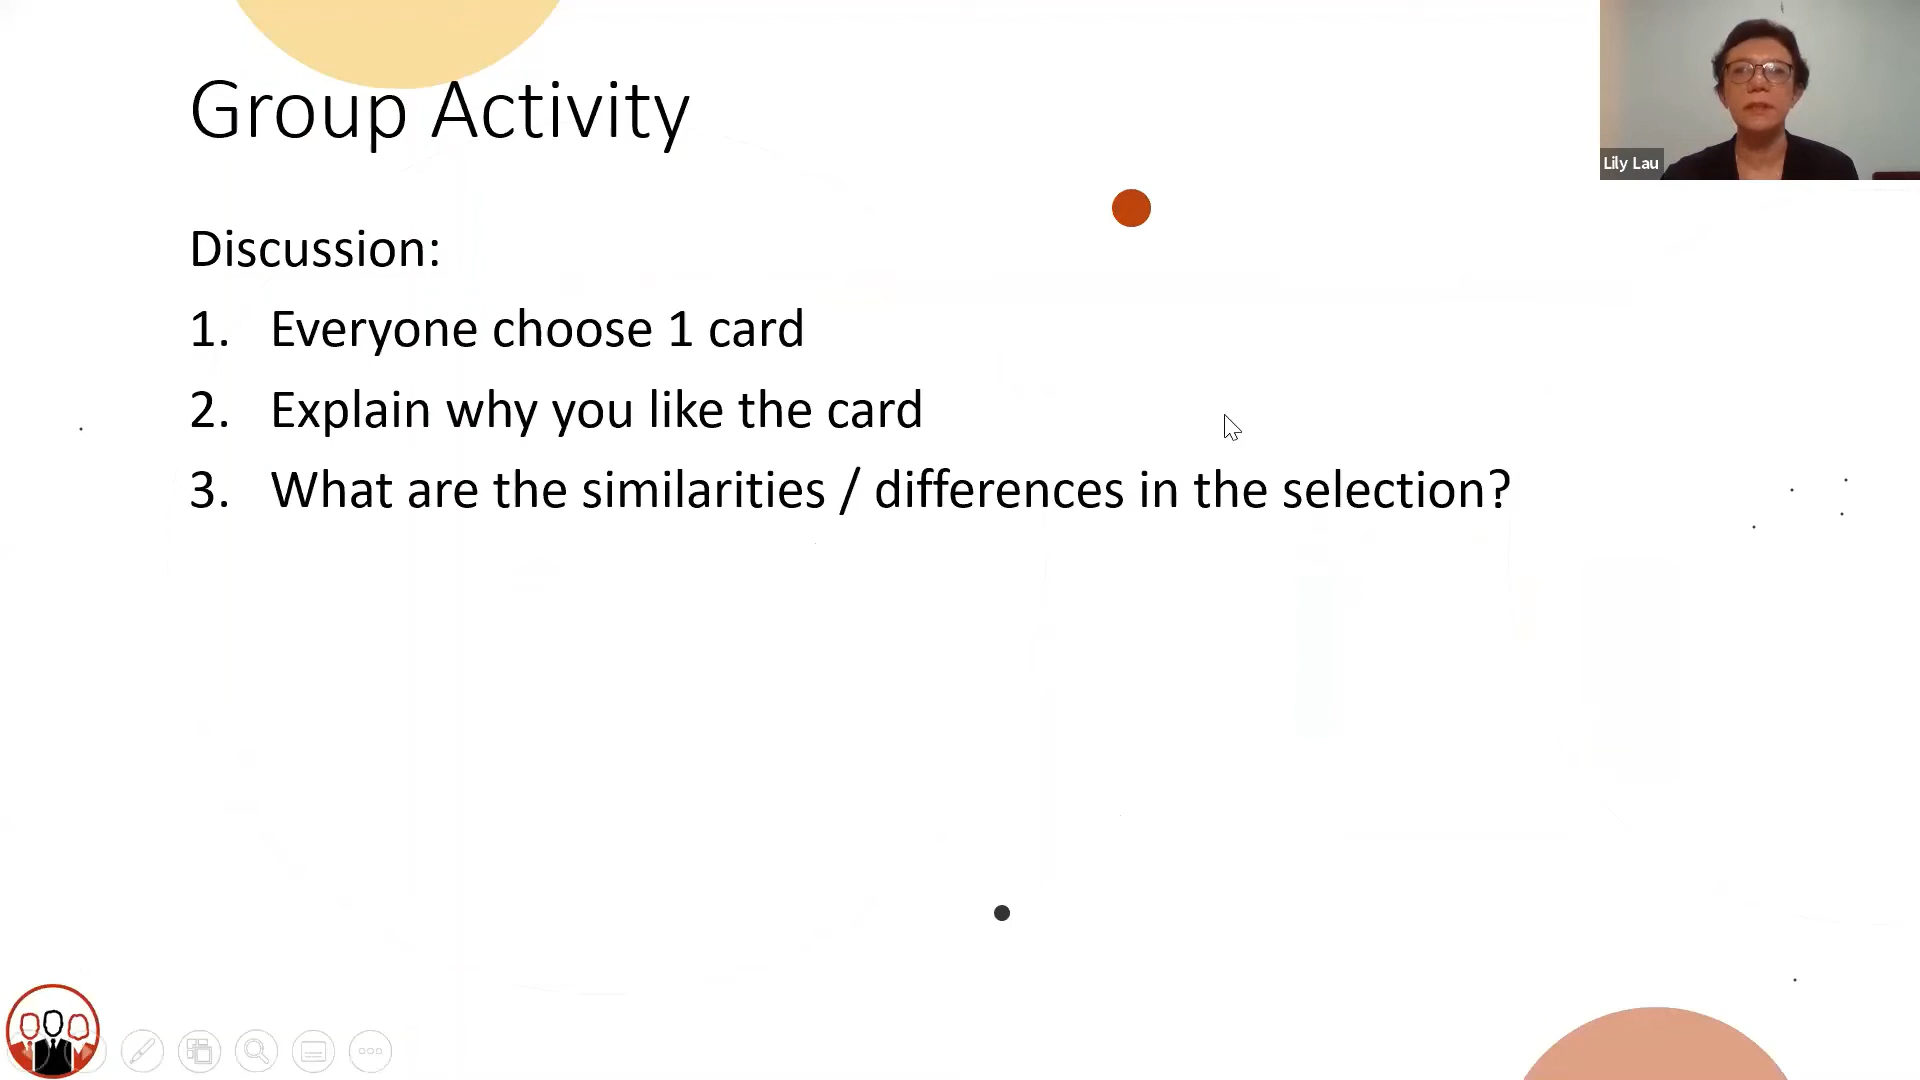 Group Activity
Lily Lau
Discussion:
1. Everyone choose 1 card
2. Explain why you like the card
3. What are the similarities / differences in the selection?